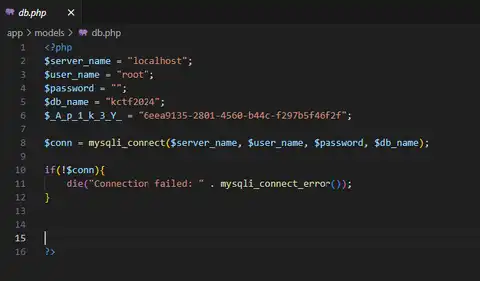 db.php ×
app > models > db.php
1 <?php
2 $server_name = "localhost";
3 $user_name = "root";
4 $password = "";
5 $db_name = "kctf2024";
6 $_A_p_1_k_3_Y_ = "6eea9135-2801-4560-b44c-f297b5f46f2f";
7
8 $conn = mysqli_connect($server_name, $user_name, $password, $db_name);
9
10 if(!$conn){
11 die("Connection failed: " . mysqli_connect_error());
12 }
13
14
15
16 ?>